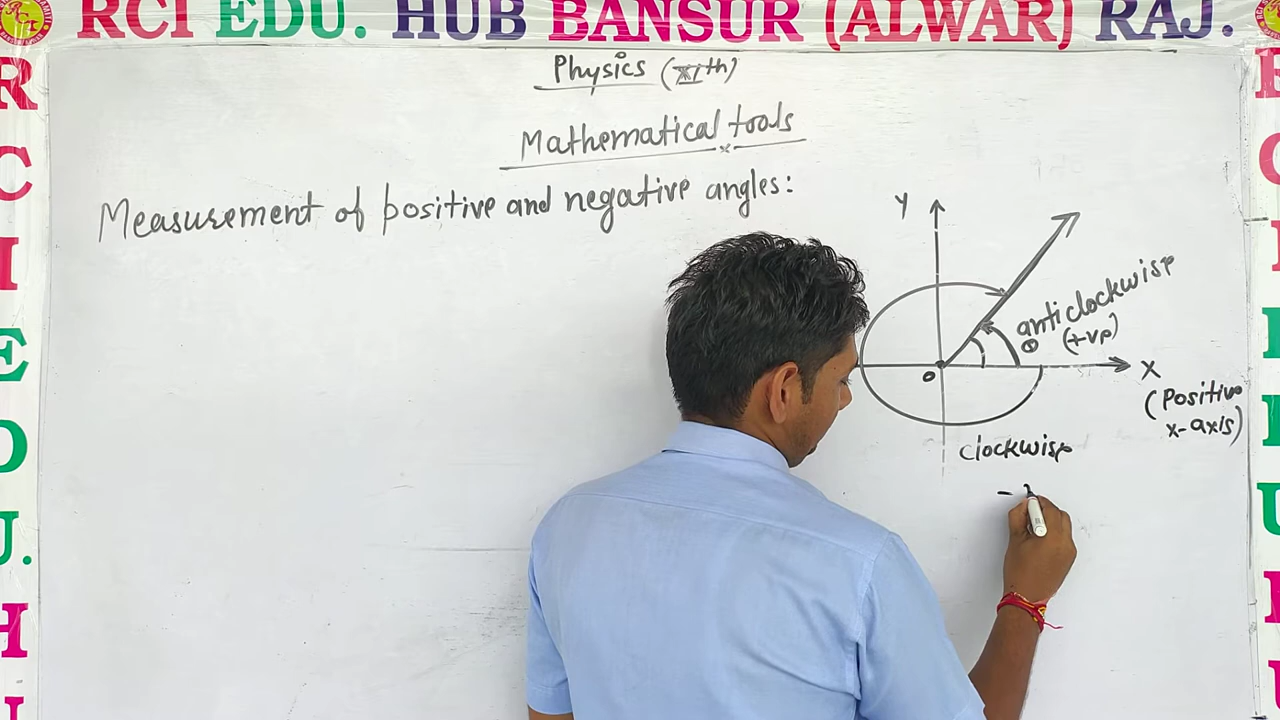 RCI EDU. HUB BANSUR (ALWAR) RAJ.
Physics (XIth)
Mathematical tools
Measurement of positive and negative angles:
Y
anticlockwise
(+ve)
θ
O
X
(Positive
x-axis)
clockwise
-
R
C
I
E
D
U.
H